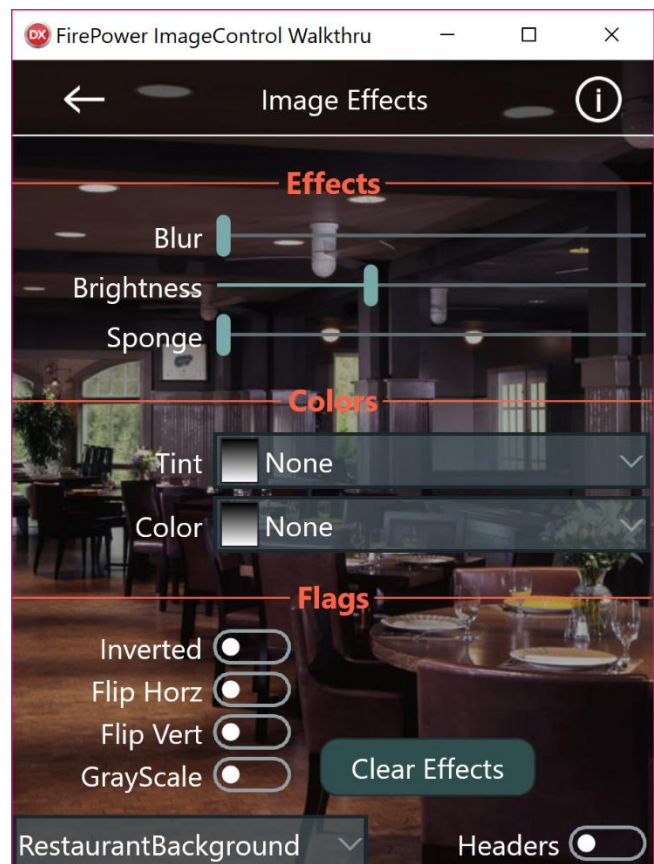 DX FirePower ImageControl Walkthru
Image Effects
Effects
Blur
Brightness
Sponge
Colors
Tint None
Color None
Flags
Inverted
Flip Horz
Flip Vert
GrayScale
Clear Effects
RestaurantBackground Headers